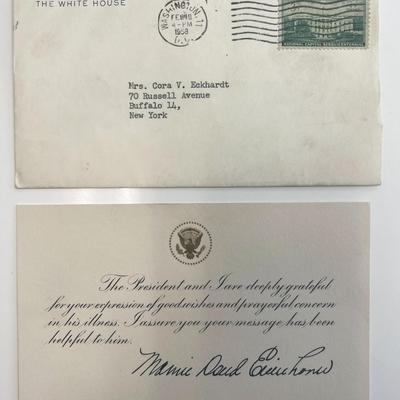 THE WHITE HOUSE
WASHINGTON, 11
FEB 18
4-PM
1958
D.C.
NATIONAL CAPITAL SESQUICENTENNIAL
Mrs. Cora V. Eckhardt
70 Russell Avenue
Buffalo 14,
New York
The President and I are deeply grateful
for your expression of good wishes and prayerful concern
in his illness. I assure you your message has been
helpful to him.
Mamie Doud Eisenhower